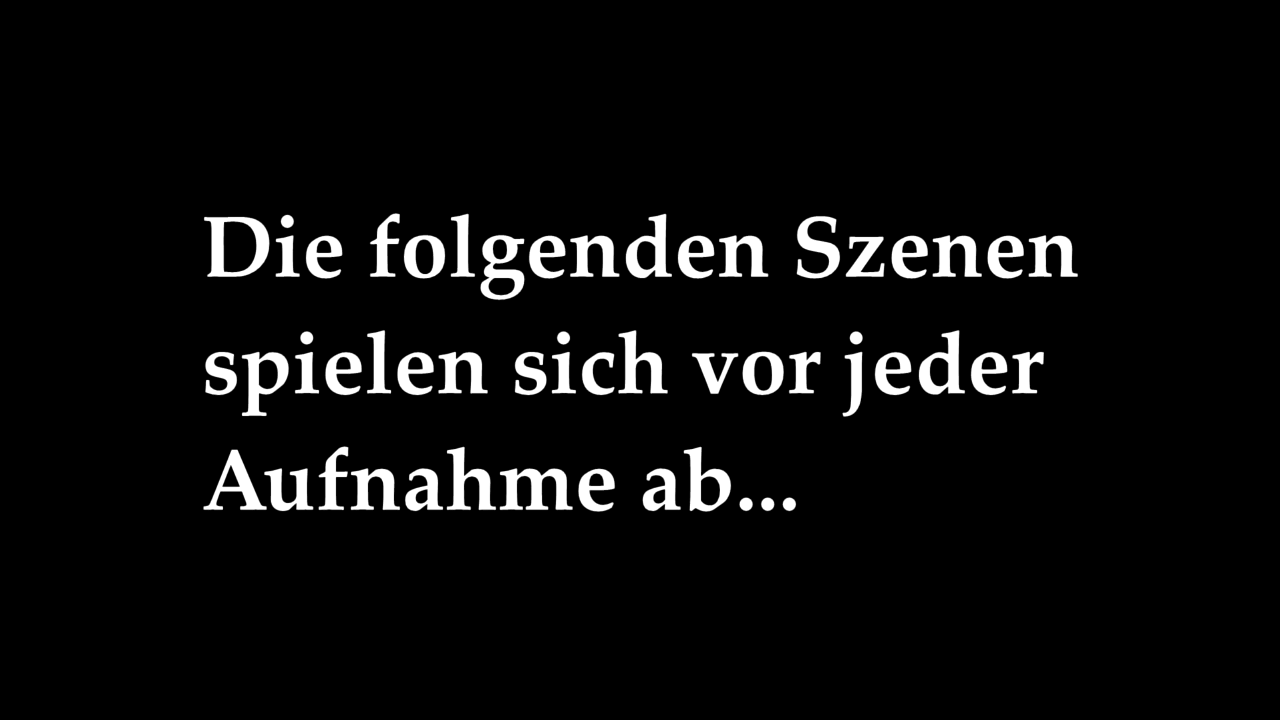 Die folgenden Szenen
spielen sich vor jeder
Aufnahme ab...